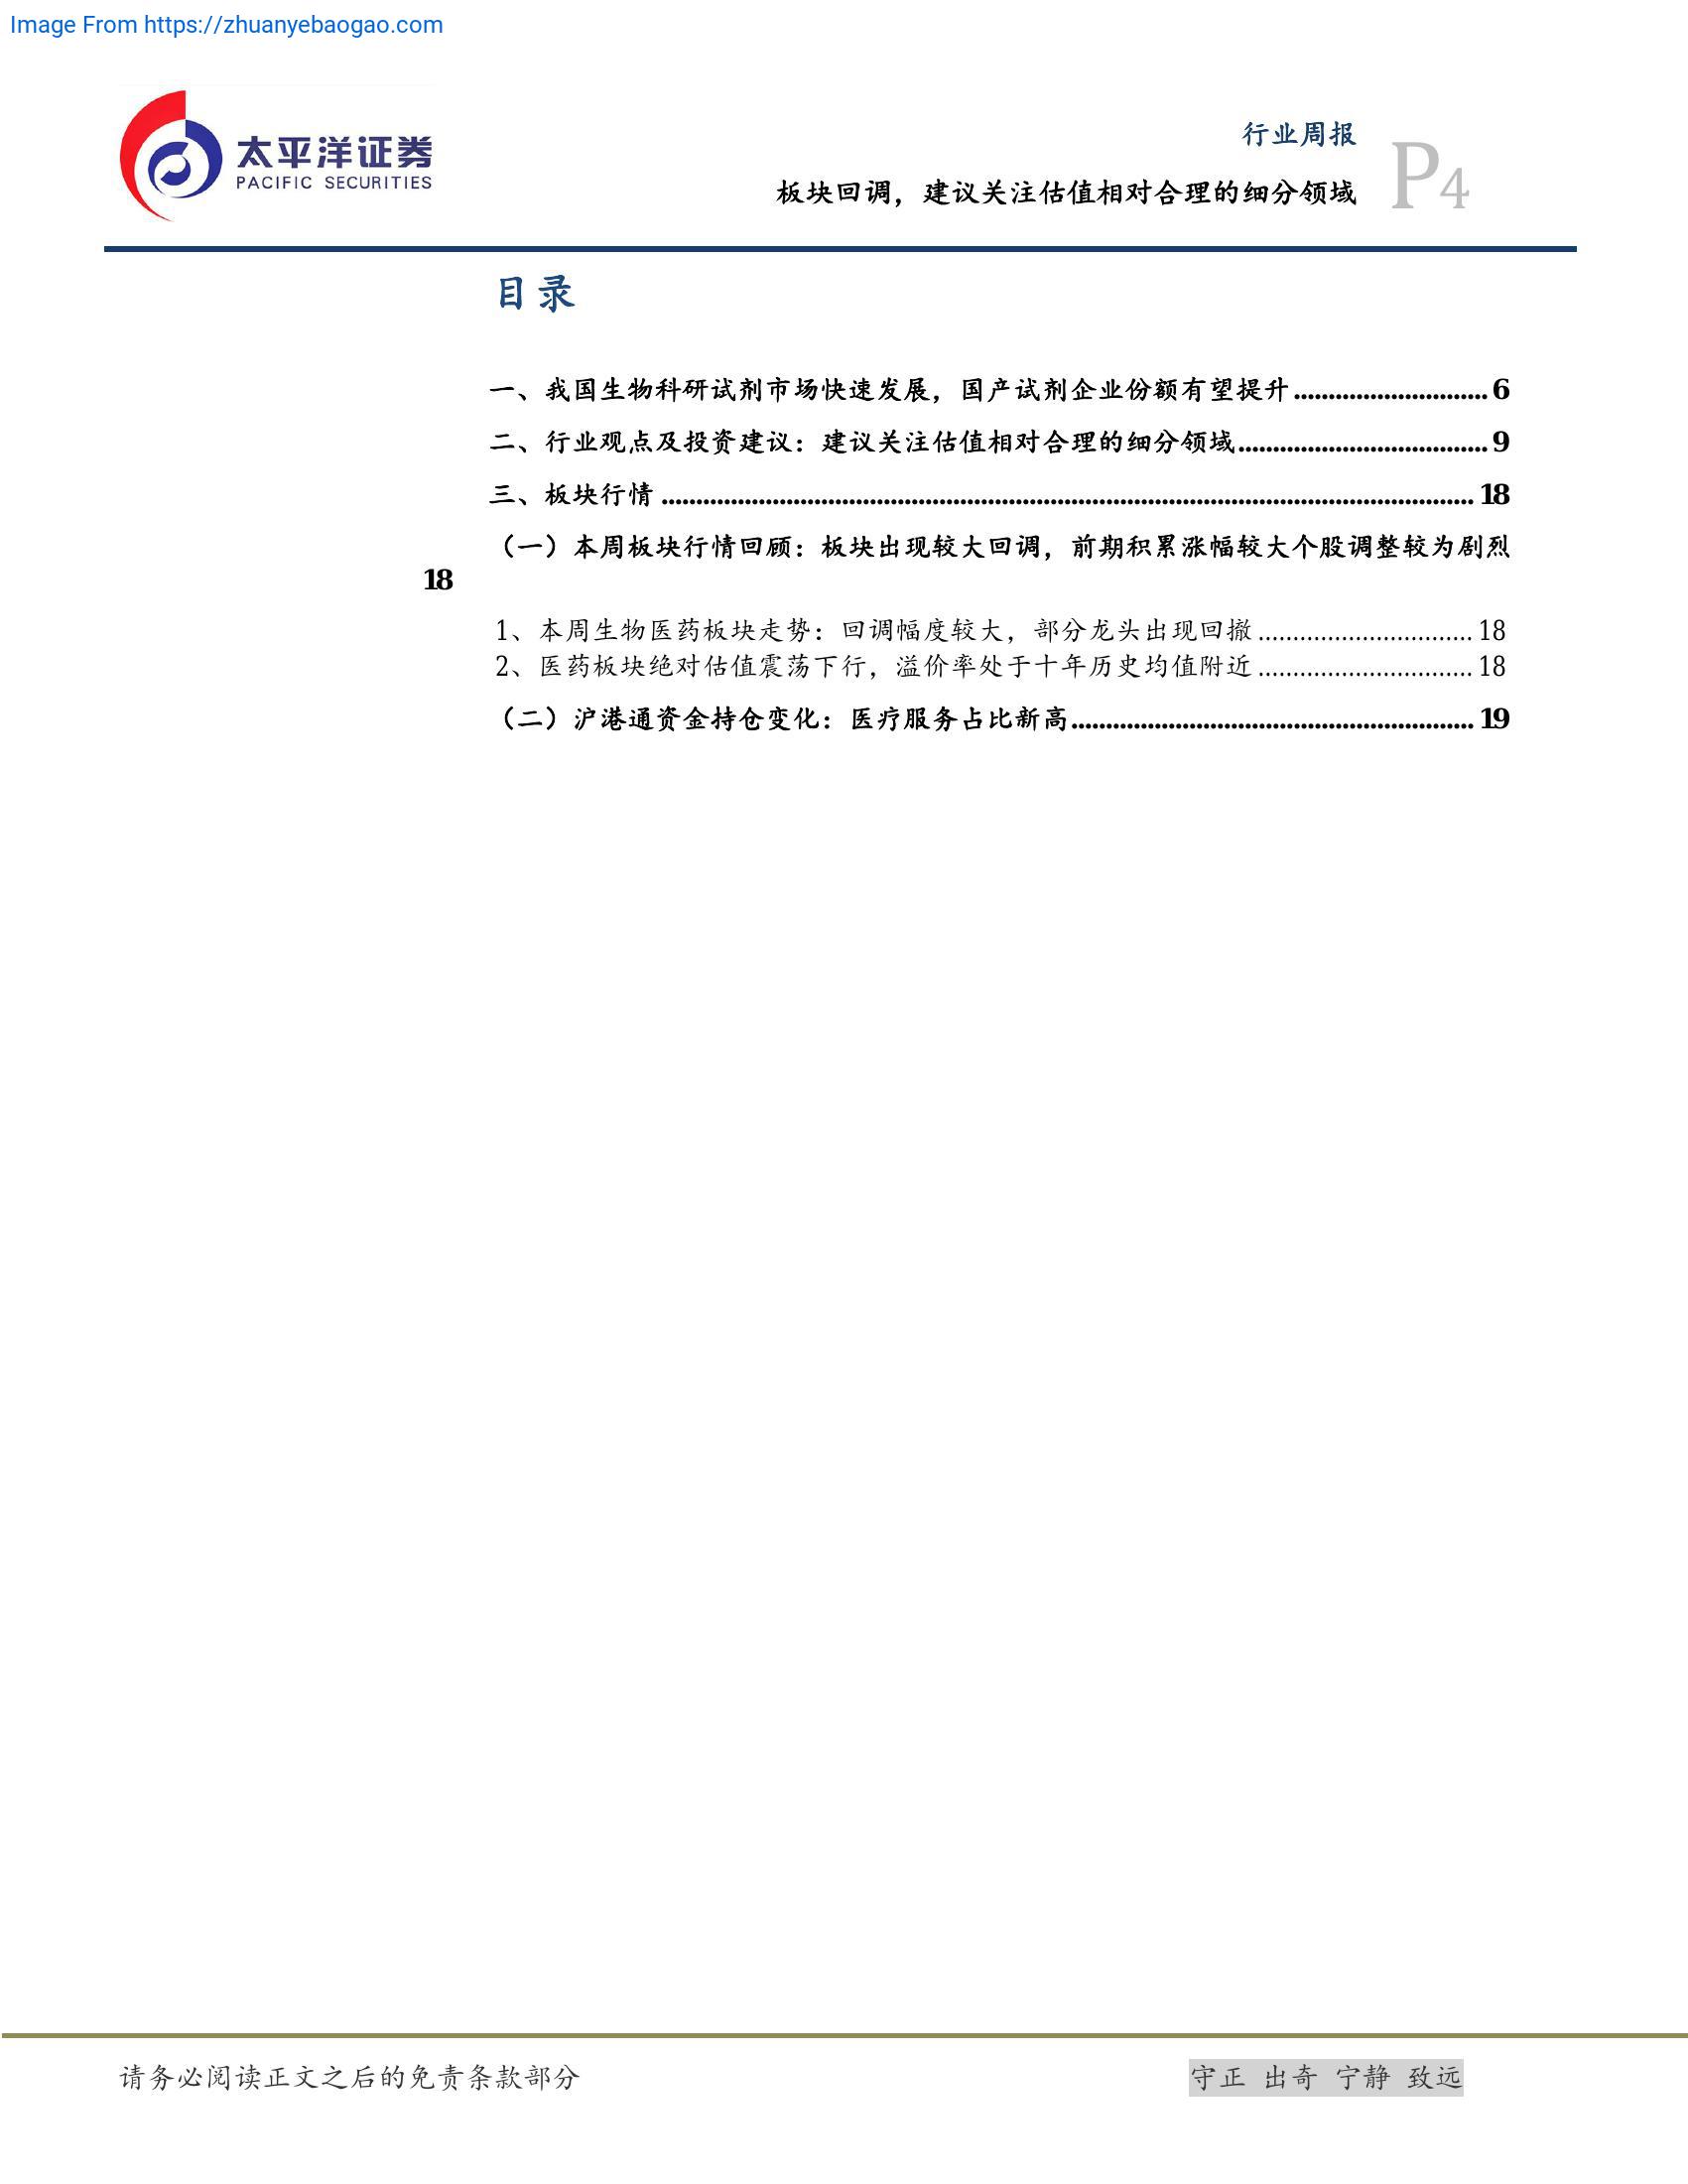 Image From https://zhuanyebaogao.com
太平洋证券
PACIFIC SECURITIES
行业周报
板块回调，建议关注估值相对合理的细分领域
P4
目录
一、我国生物科研试剂市场快速发展，国产试剂企业份额有望提升............................ 6
二、行业观点及投资建议：建议关注估值相对合理的细分领域.................................... 9
三、板块行情 ..................................................................................................................... 18
（一）本周板块行情回顾：板块出现较大回调，前期积累涨幅较大个股调整较为剧烈
18
1、本周生物医药板块走势：回调幅度较大，部分龙头出现回撤 ............................... 18
2、医药板块绝对估值震荡下行，溢价率处于十年历史均值附近 ............................... 18
（二）沪港通资金持仓变化：医疗服务占比新高.......................................................... 19
请务必阅读正文之后的免责条款部分
守正 出奇 宁静 致远